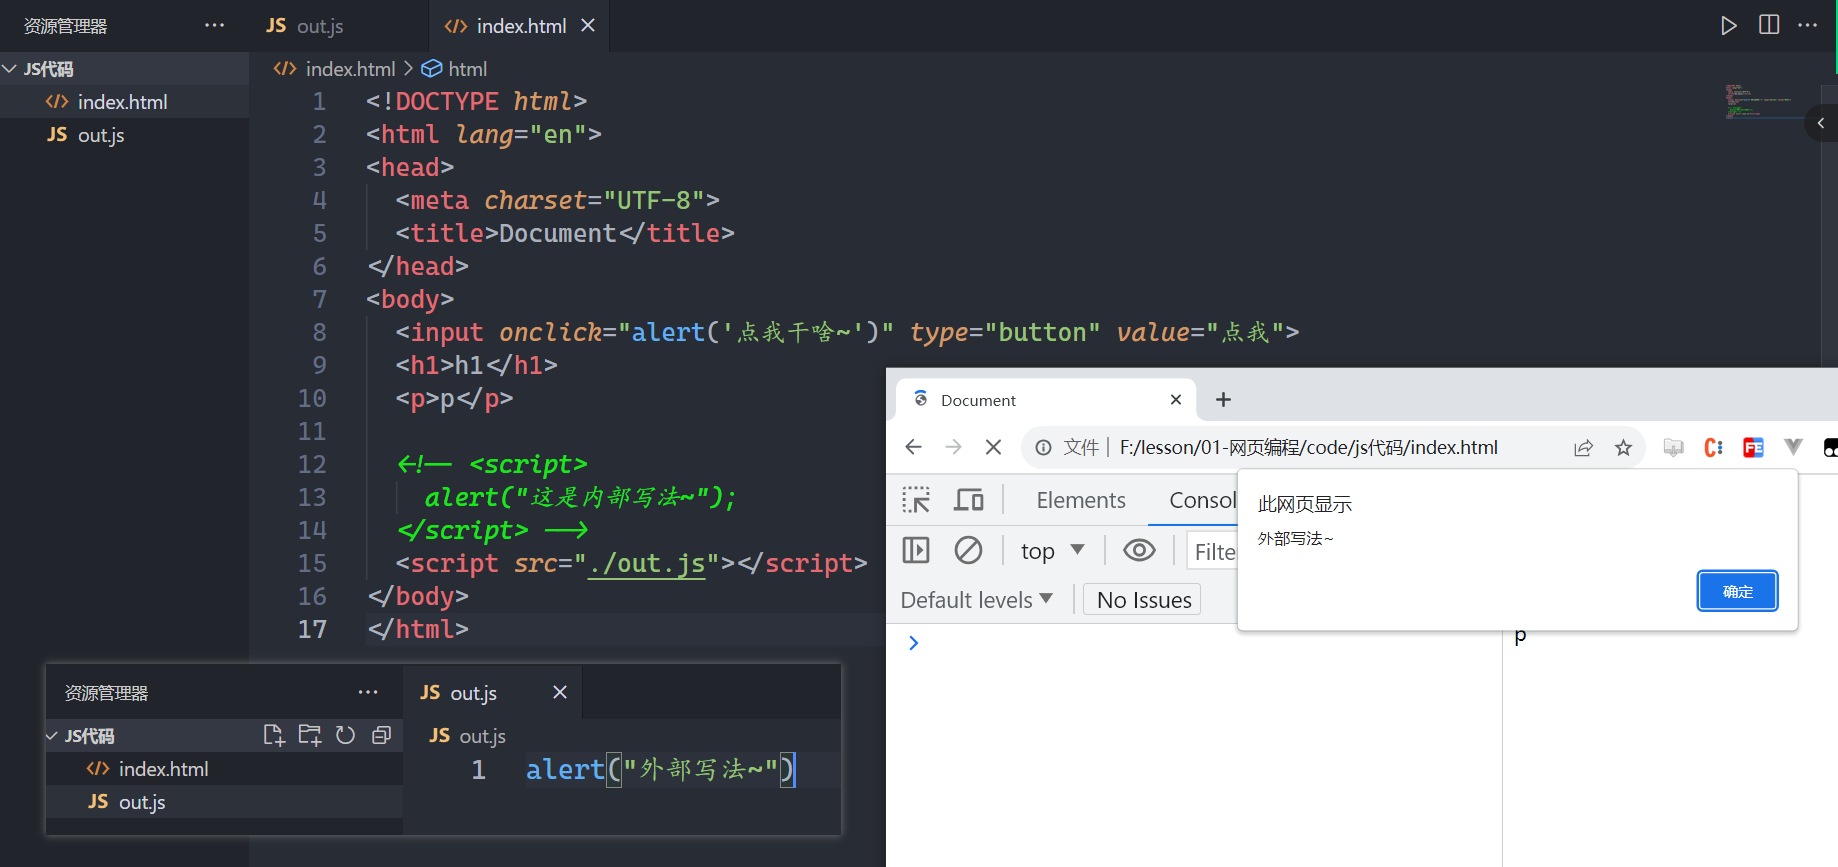 资源管理器 ···
JS out.js
</> index.html ×
JS代码
</> index.html
JS out.js
</> index.html > html
1 <!DOCTYPE html>
2 <html lang="en">
3 <head>
4 <meta charset="UTF-8">
5 <title>Document</title>
6 </head>
7 <body>
8 <input onclick="alert('点我干啥~')" type="button" value="点我">
9 <h1>h1</h1>
10 <p>p</p>
11
12 <!-- <script>
13 alert("这是内部写法~");
14 </script> -->
15 <script src="./out.js"></script>
16 </body>
17 </html>
资源管理器 ···
JS out.js ×
JS代码
</> index.html
JS out.js
JS out.js
1 alert("外部写法~")
Document
文件 | F:/lesson/01-网页编程/code/js代码/index.html
C:
FE
Elements Consol
top
Filte
Default levels
No Issues
此网页显示
外部写法~
确定
p